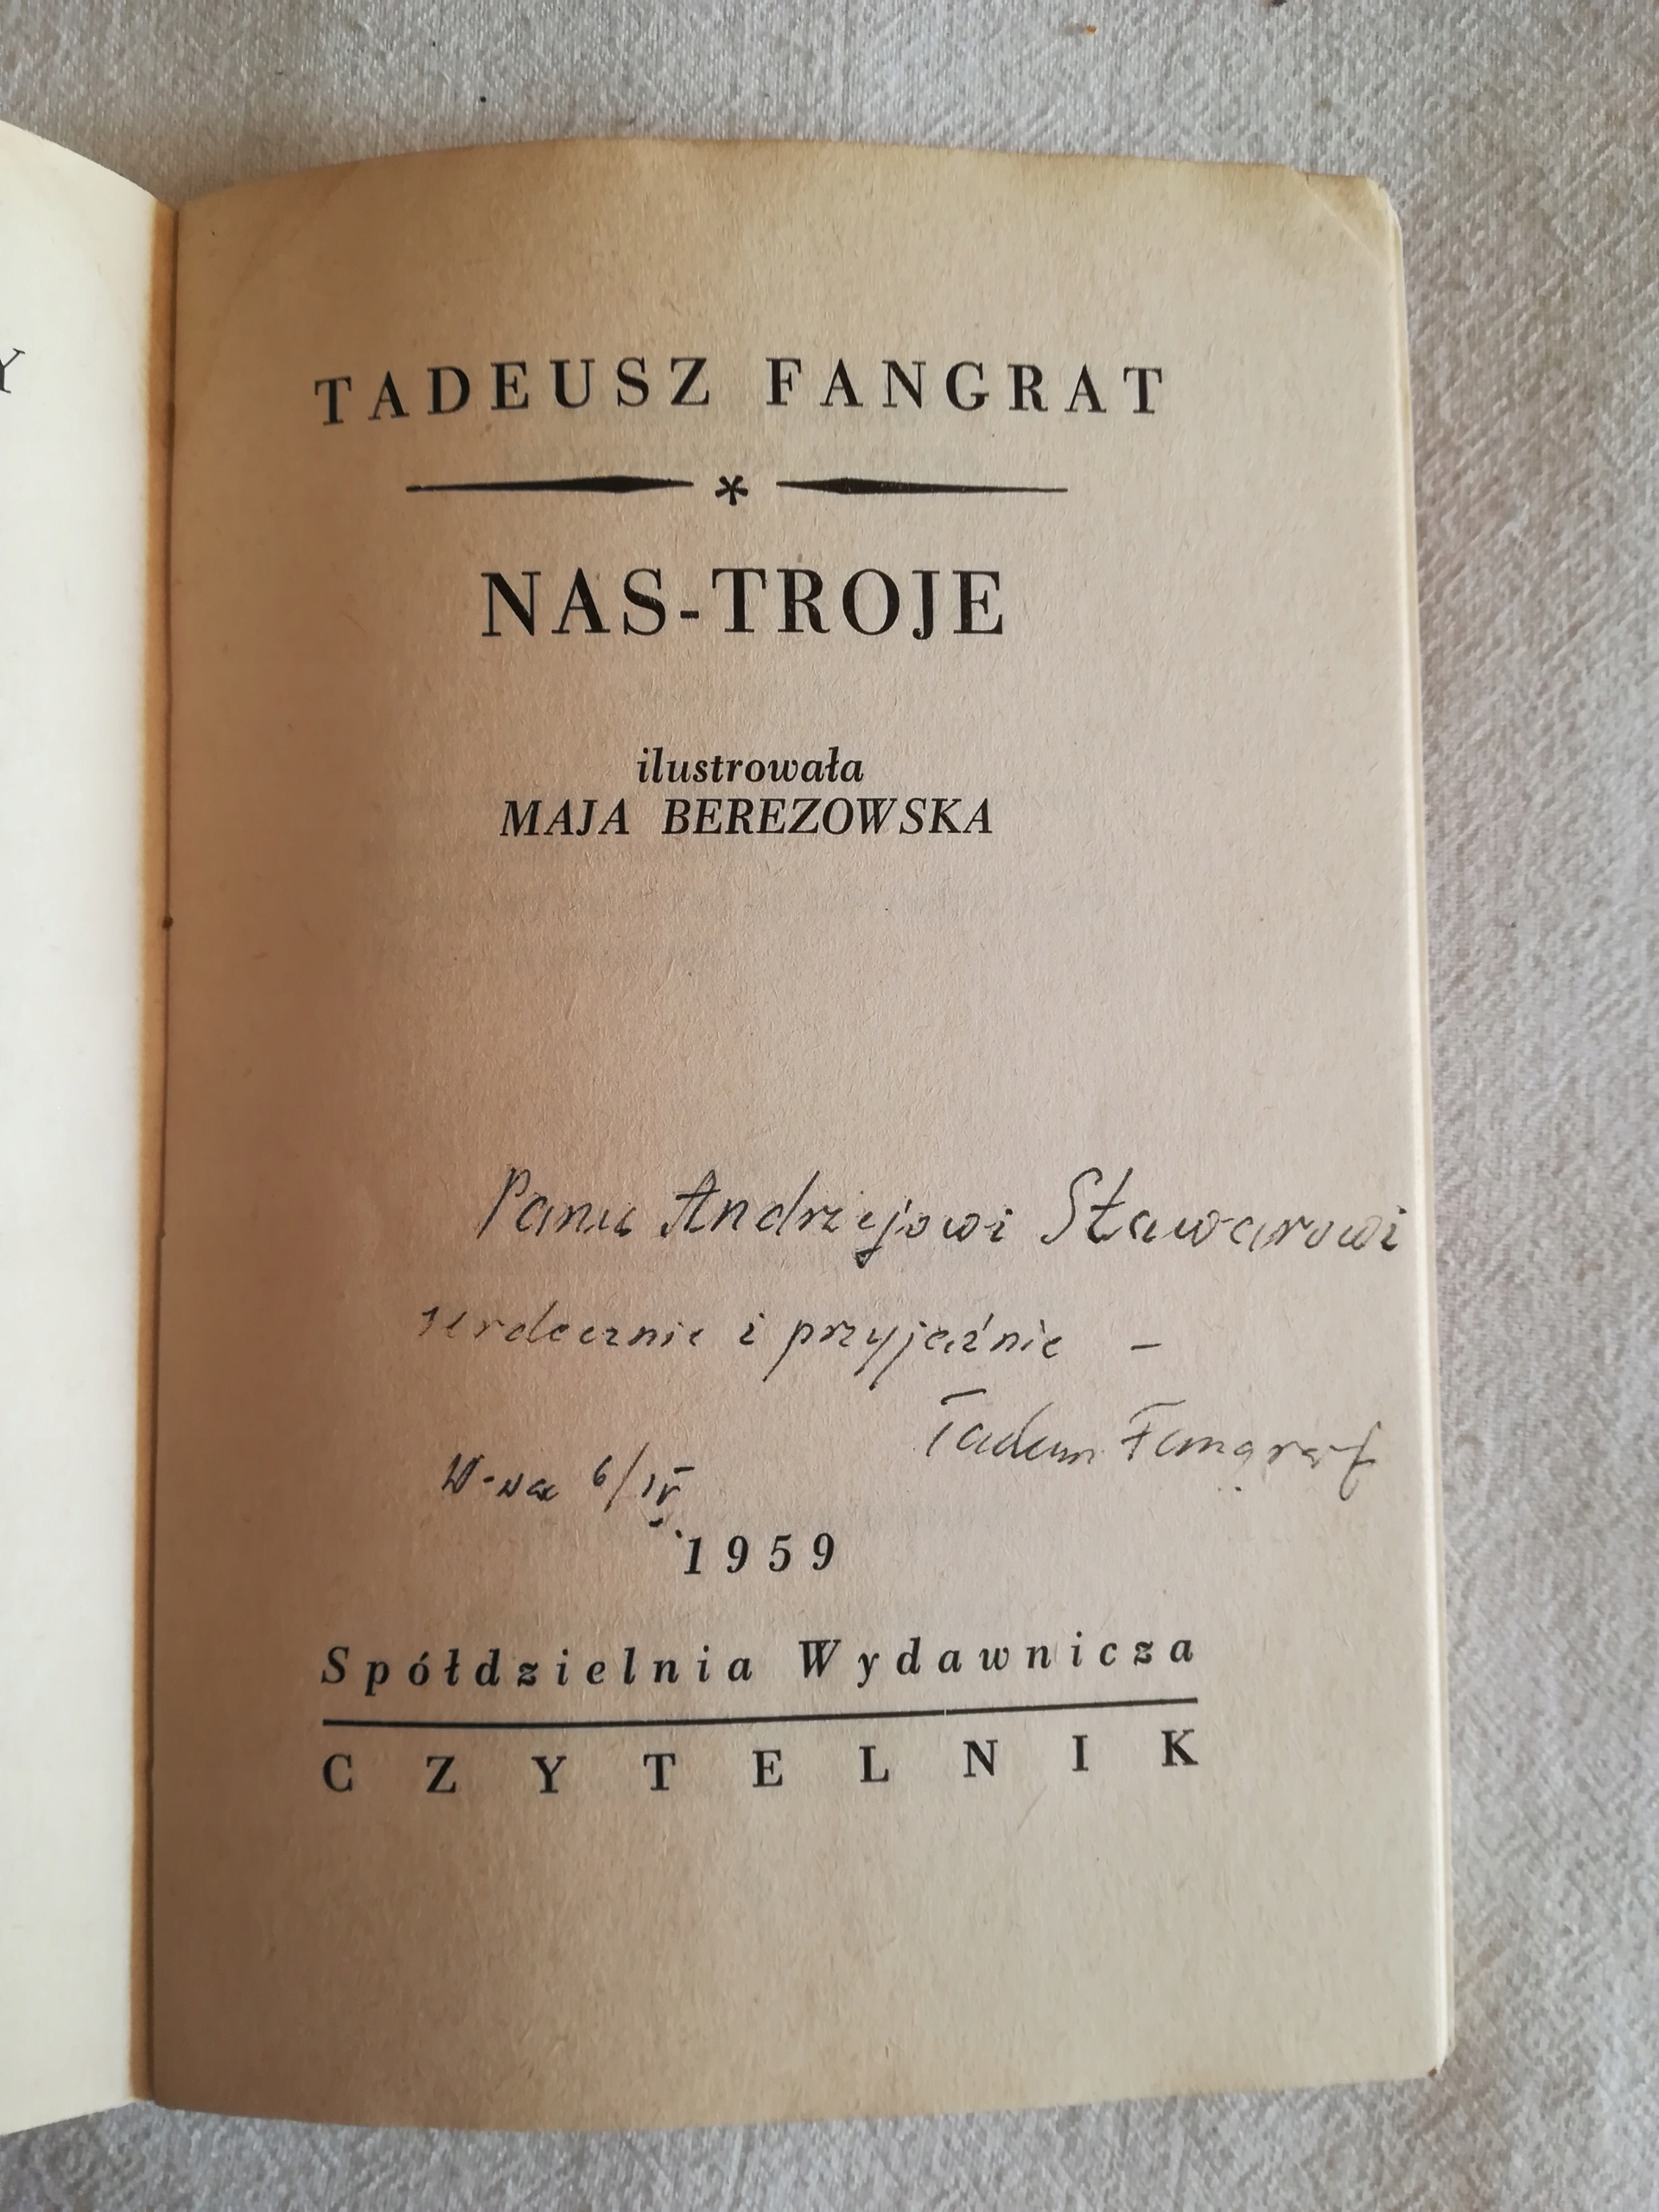 Y
TADEUSZ FANGRAT
*
NAS-TROJE
ilustrowała
MAJA BEREZOWSKA
Panu Andrzejowi Stawarowi
serdecznie i przyjaźnie –
Tadeusz Fangrat
W-wa 6/IV.
1959
Spółdzielnia Wydawnicza
CZYTELNIK